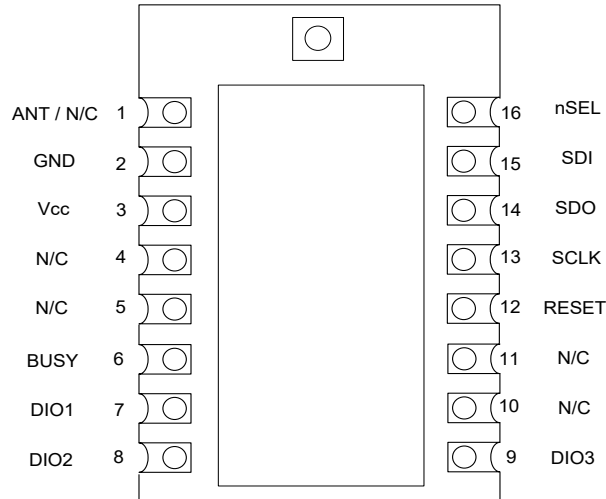 ANT / N/C 1 16 nSEL
GND 2 15 SDI
Vcc 3 14 SDO
N/C 4 13 SCLK
N/C 5 12 RESET
BUSY 6 11 N/C
DIO1 7 10 N/C
DIO2 8 9 DIO3